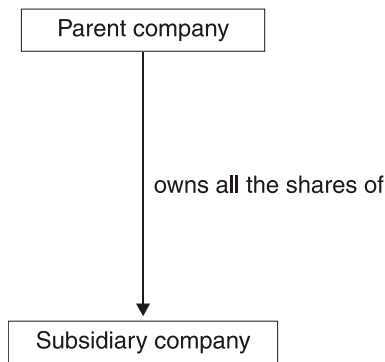 Parent company
owns all the shares of
Subsidiary company